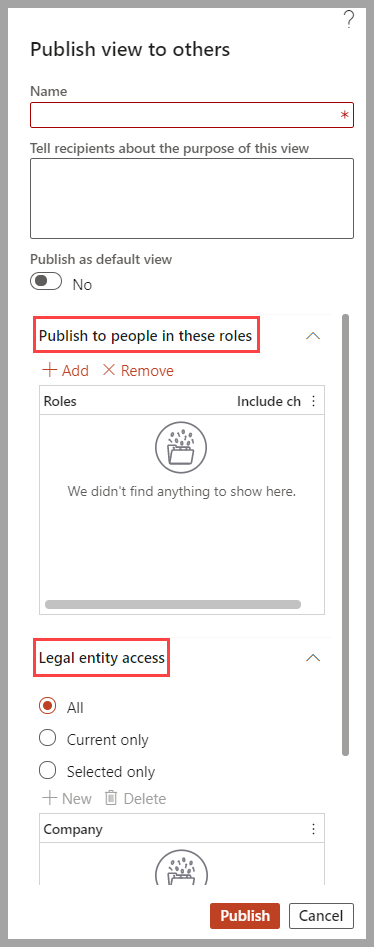 ?
Publish view to others
Name
*
Tell recipients about the purpose of this view
Publish as default view
No
Publish to people in these roles
+ Add × Remove
Roles Include ch
We didn't find anything to show here.
Legal entity access
All
Current only
Selected only
+ New Delete
Company
Publish Cancel